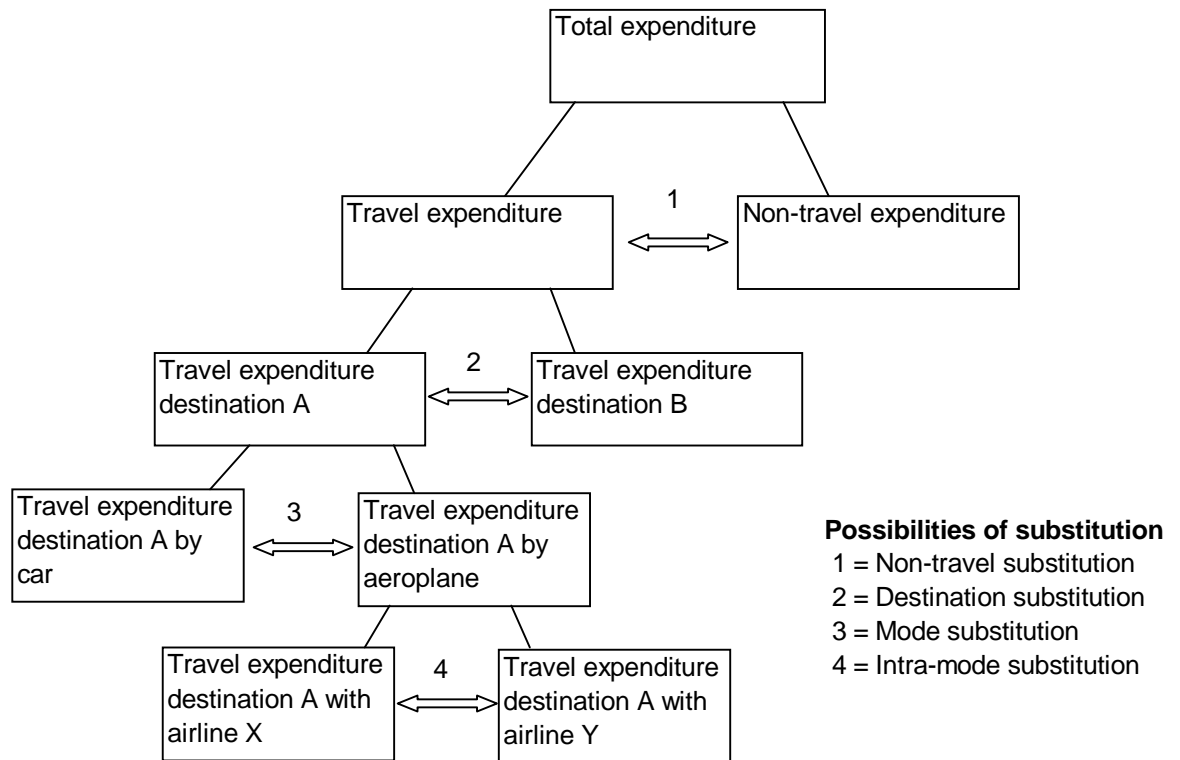 Total expenditure
Travel expenditure
1
Non-travel expenditure
Travel expenditure
destination A
2
Travel expenditure
destination B
Travel expenditure
destination A by
car
3
Travel expenditure
destination A by
aeroplane
Possibilities of substitution
1 = Non-travel substitution
2 = Destination substitution
3 = Mode substitution
4 = Intra-mode substitution
Travel expenditure
destination A with
airline X
4
Travel expenditure
destination A with
airline Y